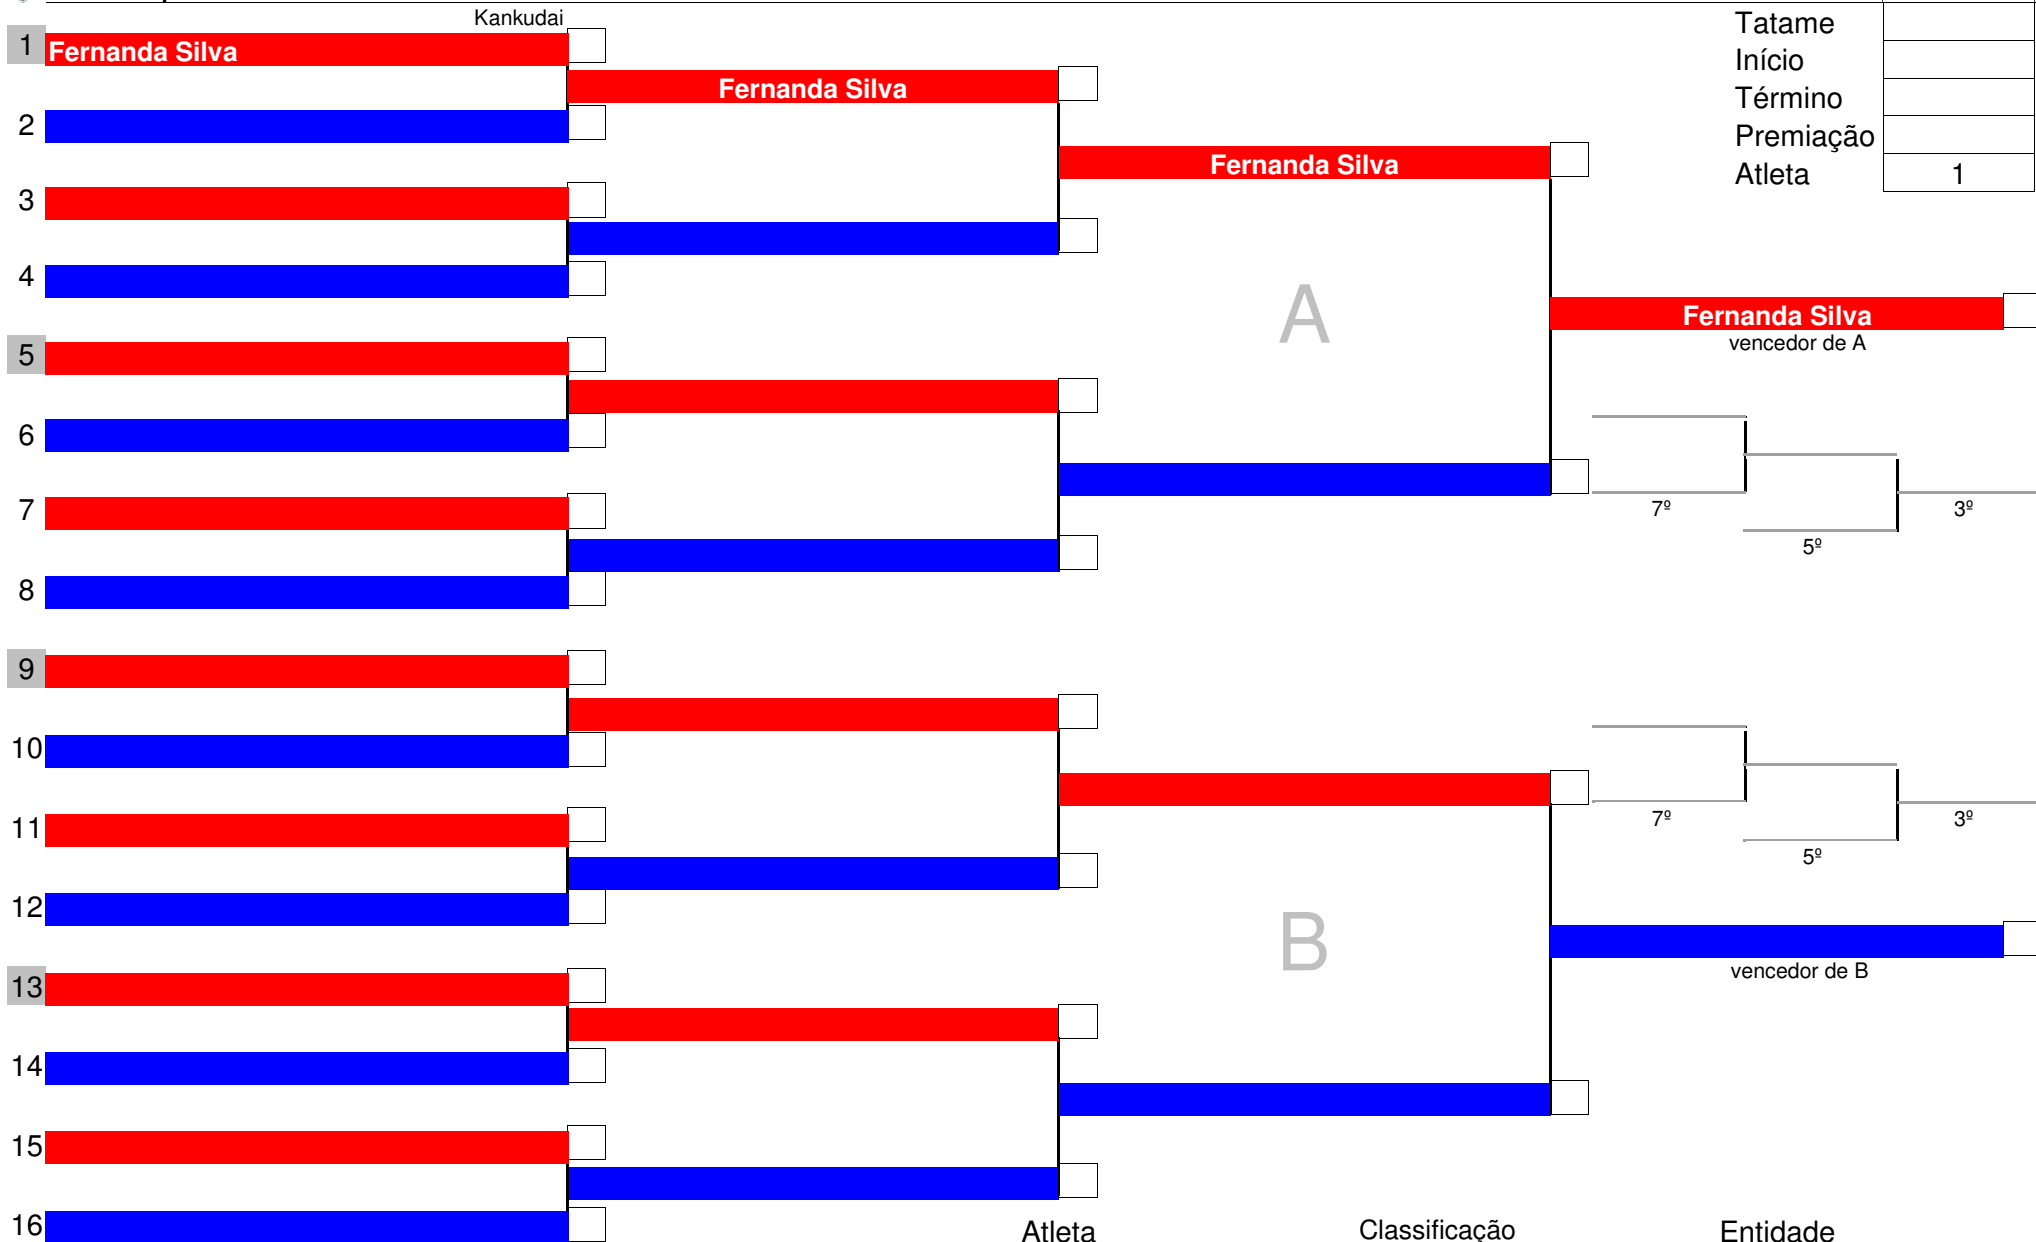 Kankudai
1 Fernanda Silva
Fernanda Silva
2
Fernanda Silva
3
4
Fernanda Silva
vencedor de A
Tatame
Início
Término
Premiação
Atleta 1
A
5
6
7
8
7º
5º
3º
9
10
11
12
7º
5º
3º
B
vencedor de B
13
14
15
16
Atleta Classificação Entidade